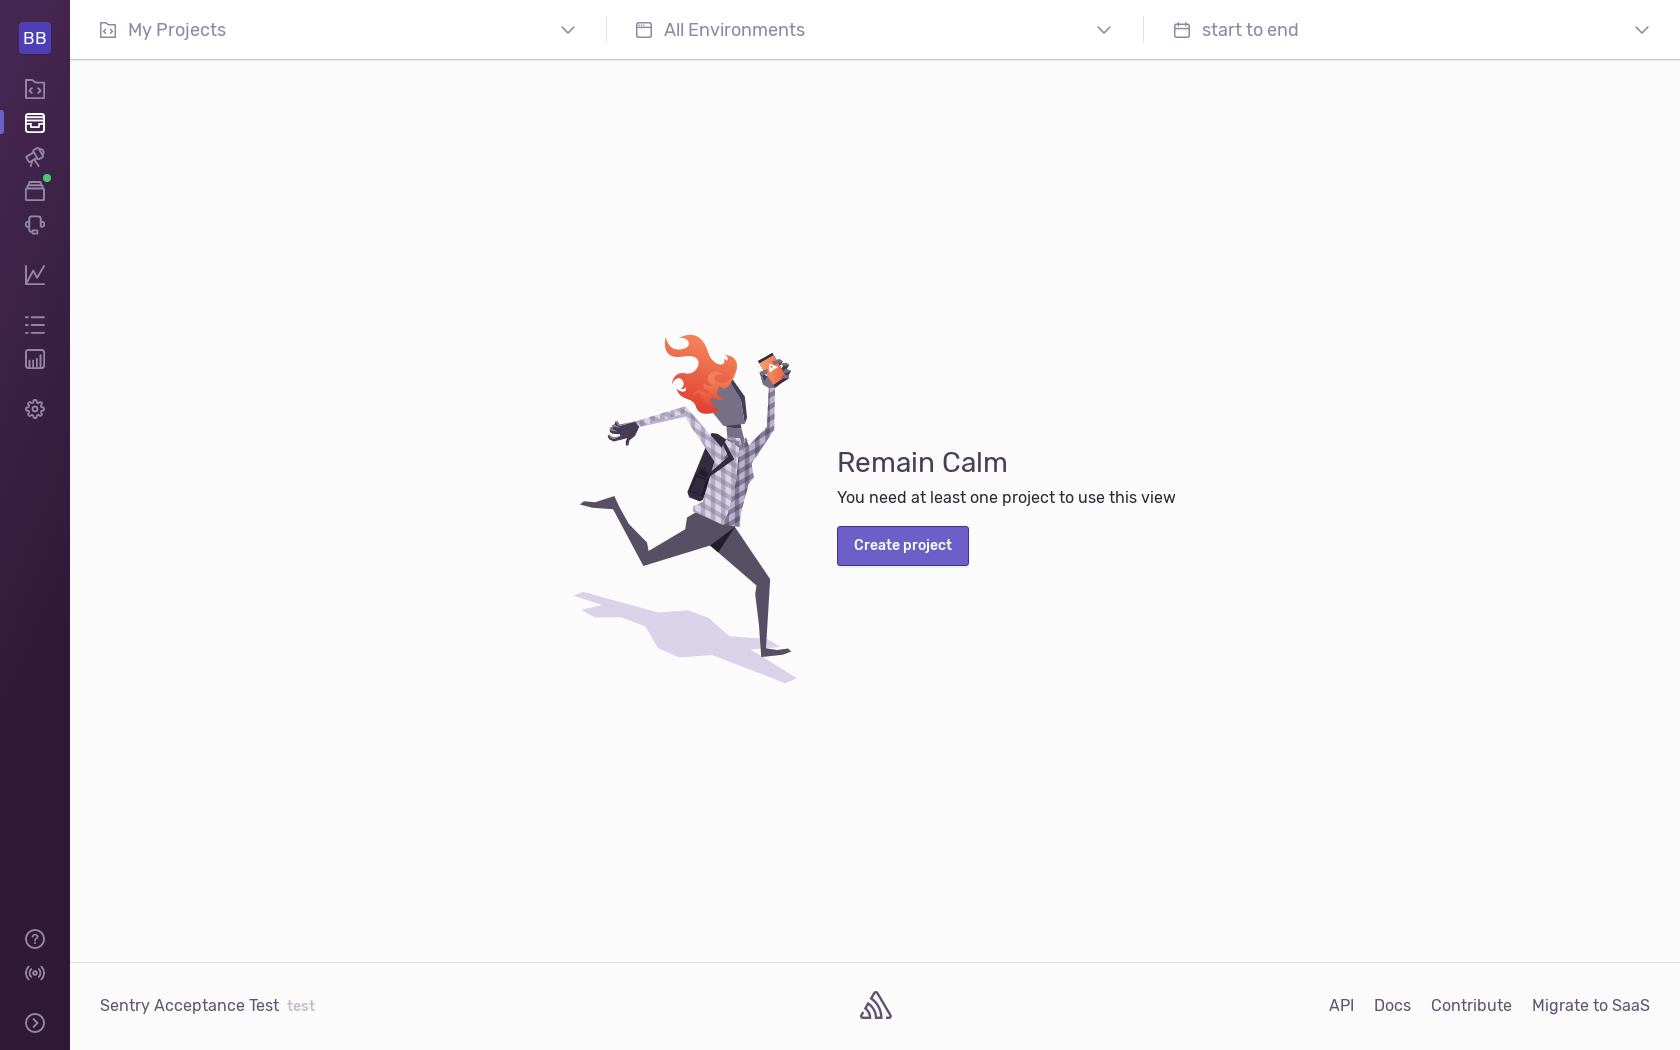 BB
My Projects
All Environments
start to end
Remain Calm
You need at least one project to use this view
Create project
Sentry Acceptance Test test
API Docs Contribute Migrate to SaaS